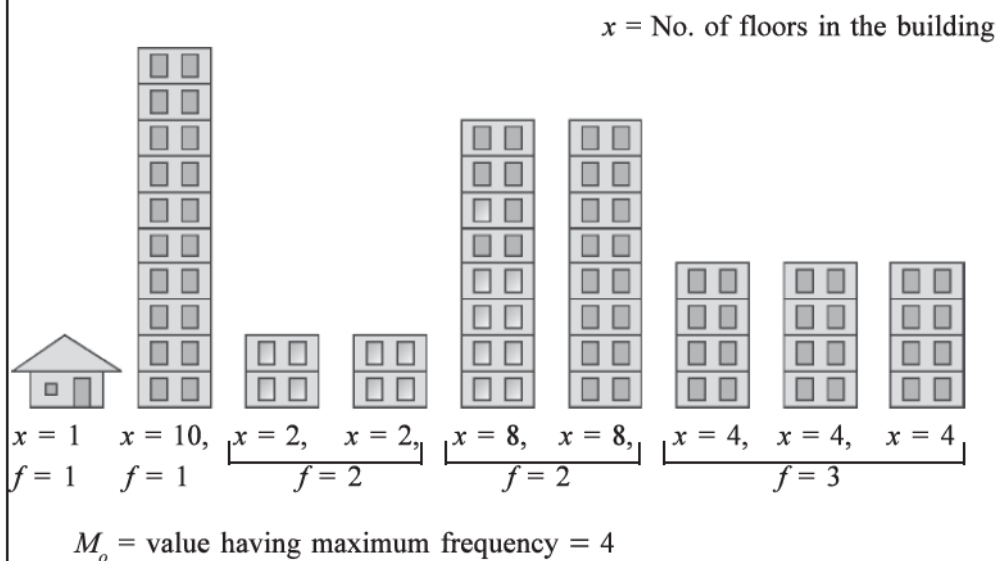 x = No. of floors in the building
x = 1 x = 10, x = 2, x = 2, x = 8, x = 8, x = 4, x = 4, x = 4
f = 1 f = 1 f = 2 f = 2 f = 3
Mo = value having maximum frequency = 4